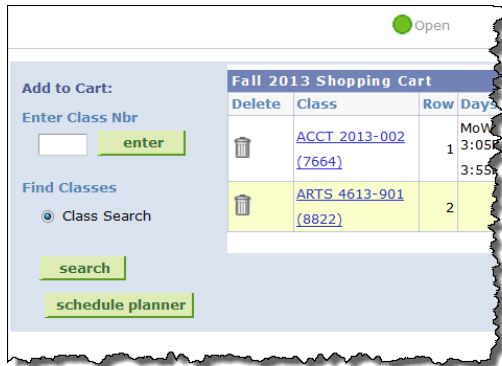 Open
Add to Cart:
Enter Class Nbr
enter
Find Classes
Class Search
search
schedule planner
Fall 2013 Shopping Cart
Delete Class Row Days
ACCT 2013-002
(7664)
1
MoW
3:05
3:55
ARTS 4613-901
(8822)
2